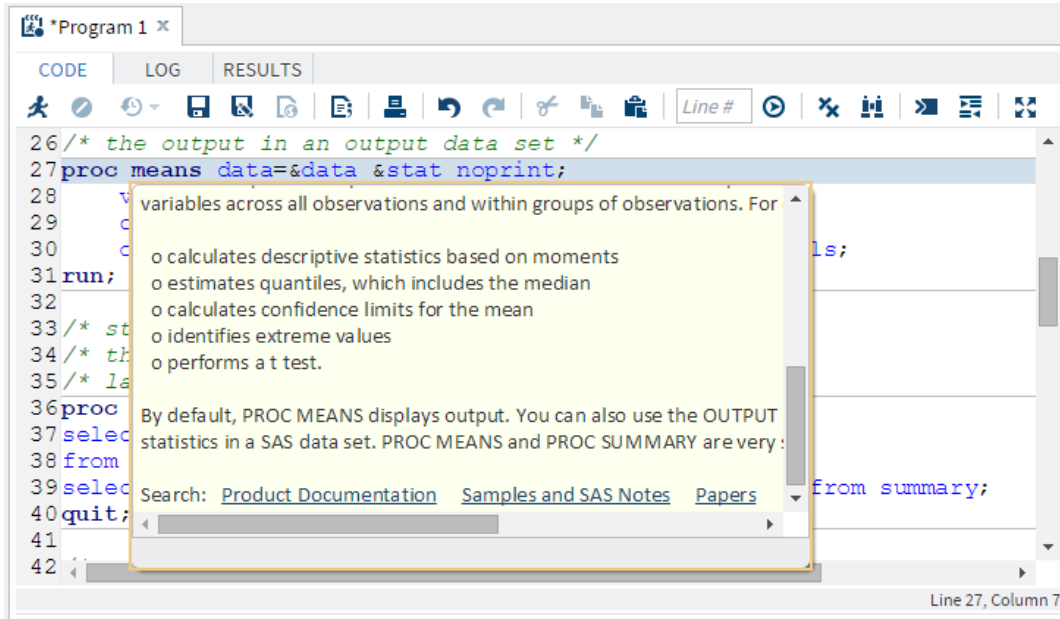 *Program 1 x
CODE LOG RESULTS
Line #
26 /* the output in an output data set */
27 proc means data=&data &stat noprint;
28 v
variables across all observations and within groups of observations. For
29
30 ls;
o calculates descriptive statistics based on moments
31 run;
o estimates quantiles, which includes the median
32
o calculates confidence limits for the mean
33 /* st
o identifies extreme values
34 /* th
o performs a t test.
35 /* la
36 proc
By default, PROC MEANS displays output. You can also use the OUTPUT
37 selec
statistics in a SAS data set. PROC MEANS and PROC SUMMARY are very
38 from
39 selec from summary;
Search: Product Documentation Samples and SAS Notes Papers
40 quit;
41
42
Line 27, Column 7